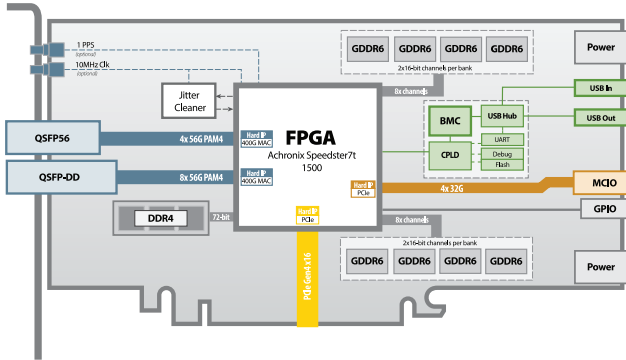 1 PPS
(optional)
10MHz Clk
(optional)
Jitter
Cleaner
GDDR6 GDDR6 GDDR6 GDDR6
2x16-bit channels per bank
8x channels
Power
USB In
USB Out
BMC
USB Hub
UART
CPLD
Debug
Flash
QSFP56
4x 56G PAM4
Hard IP
400G MAC
FPGA
Achronix Speedster7t
1500
QSFP-DD
8x 56G PAM4
Hard IP
400G MAC
Hard IP
PCIe
4x 32G
MCIO
GPIO
DDR4
72-bit
Hard IP
PCIe
8x channels
2x16-bit channels per bank
GDDR6 GDDR6 GDDR6 GDDR6
Power
PCIe Gen4 x16